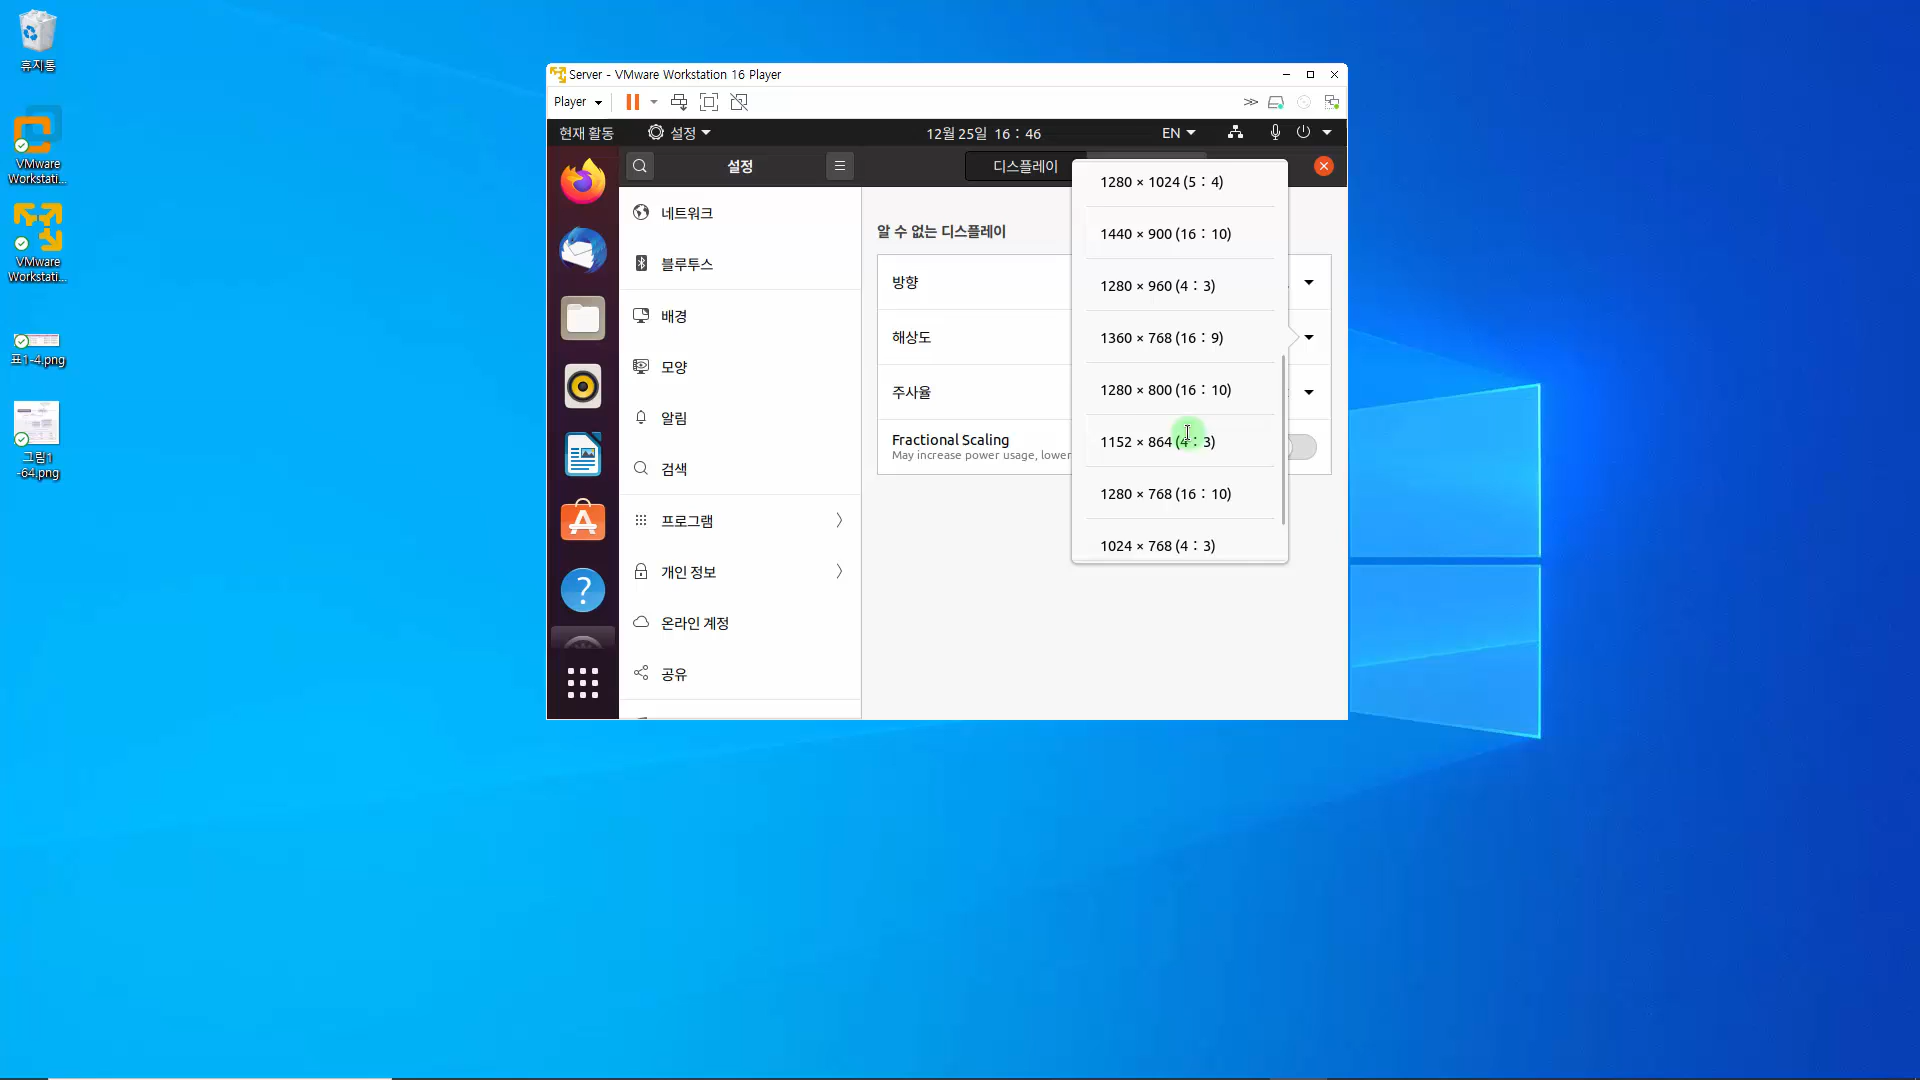 휴지통
VMware
Workstati...
VMware
Workstati...
표1-4.png
그림1
-64.png
Server - VMware Workstation 16 Player
Player
현재 활동
설정
12월 25일 16：46
EN
설정
디스플레이
네트워크
블루투스
배경
모양
알림
검색
프로그램
개인 정보
온라인 계정
공유
알 수 없는 디스플레이
방향
해상도
주사율
Fractional Scaling
May increase power usage, lower
1280 × 1024 (5：4)
1440 × 900 (16：10)
1280 × 960 (4：3)
1360 × 768 (16：9)
1280 × 800 (16：10)
1152 × 864 (4：3)
1280 × 768 (16：10)
1024 × 768 (4：3)